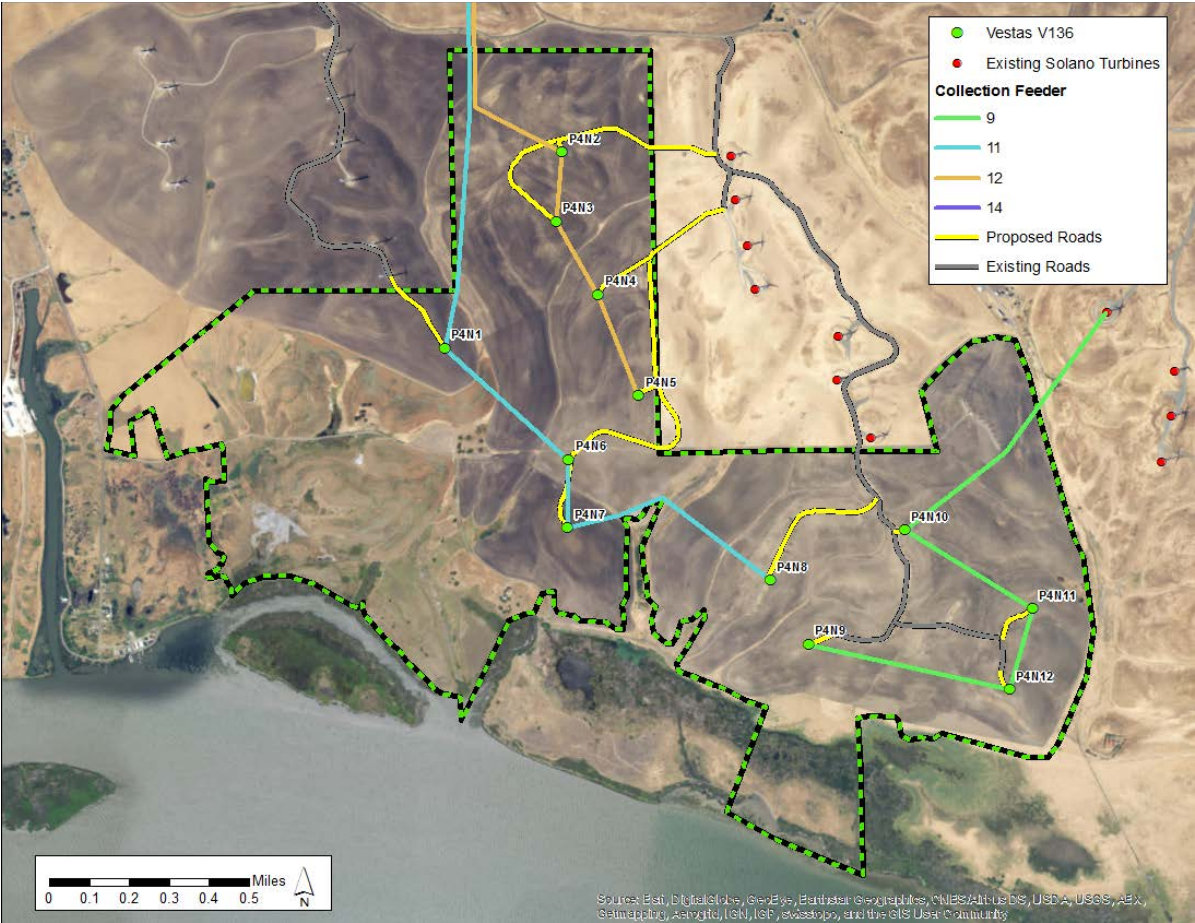 Vestas V136
Existing Solano Turbines
Collection Feeder
9
11
12
14
Proposed Roads
Existing Roads
P4N2
P4N3
P4N4
P4N1
P4N5
P4N6
P4N7
P4N10
P4N8
P4N11
P4N9
P4N12
Miles
0 0.1 0.2 0.3 0.4 0.5
N
Source: Esri, DigitalGlobe, GeoEye, Earthstar Geographics, CNES/Airbus DS, USDA, USGS, AEX,
Getmapping, Aerogrid, IGN, IGP, swisstopo, and the GIS User Community